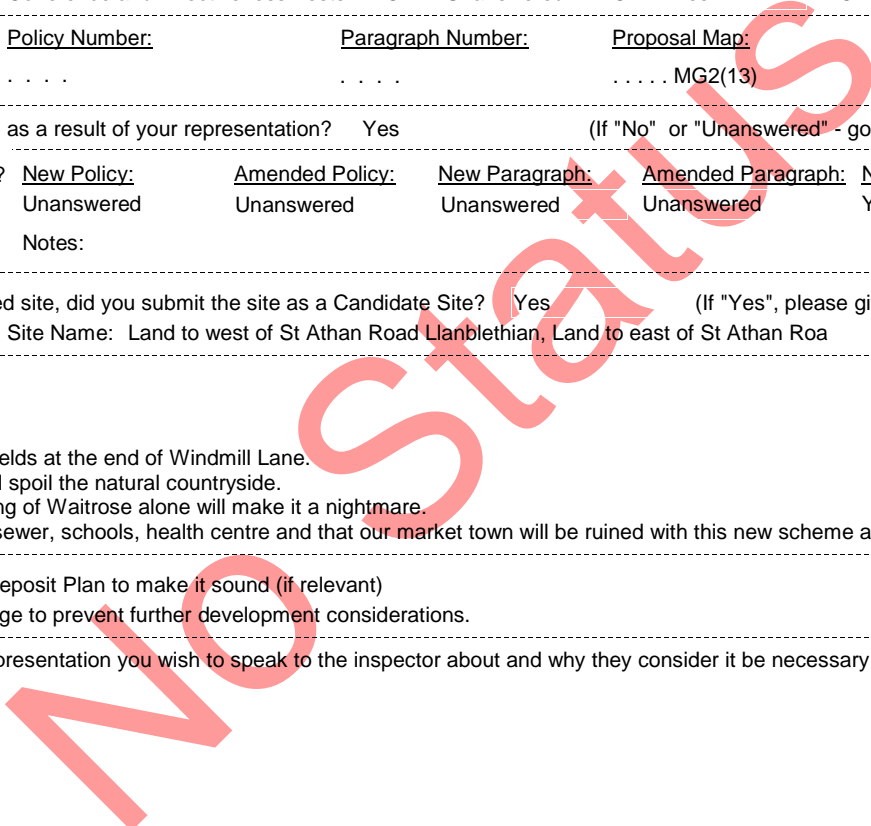 Policy Number: Paragraph Number: Proposal Map:
. . . . . . . . . . . . . MG2(13)
as a result of your representation? Yes (If "No" or "Unanswered" - go
? New Policy: Amended Policy: New Paragraph: Amended Paragraph: N
Unanswered Unanswered Unanswered Unanswered Y
Notes:
ed site, did you submit the site as a Candidate Site? Yes (If "Yes", please gi
Site Name: Land to west of St Athan Road Llanblethian, Land to east of St Athan Roa
elds at the end of Windmill Lane.
l spoil the natural countryside.
ng of Waitrose alone will make it a nightmare.
sewer, schools, health centre and that our market town will be ruined with this new scheme a
eposit Plan to make it sound (if relevant)
ge to prevent further development considerations.
presentation you wish to speak to the inspector about and why they consider it be necessary
No Status